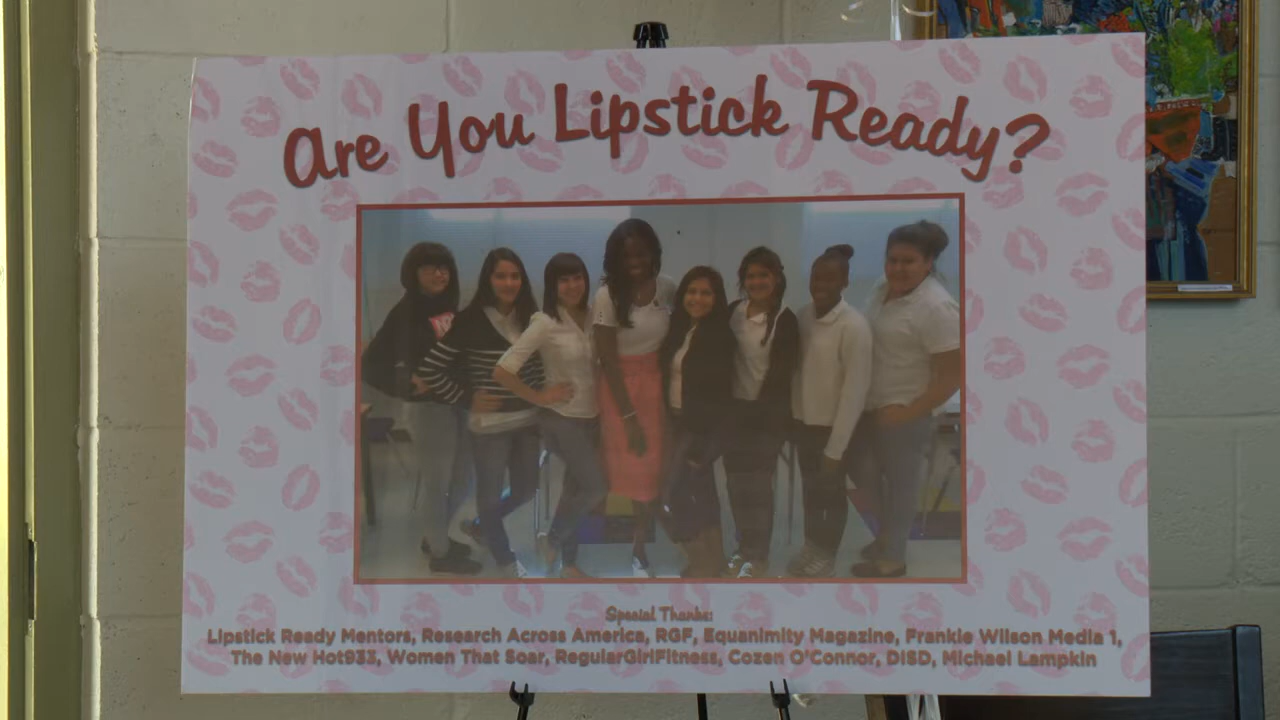 Are You Lipstick Ready?
Special Thanks:
Lipstick Ready Mentors, Research Across America, RGF, Equanimity Magazine, Frankie Wilson Media 1,
The New Hot933, Women That Soar, RegularGirlFitness, Cozen O'Connor, DISD, Michael Lampkin